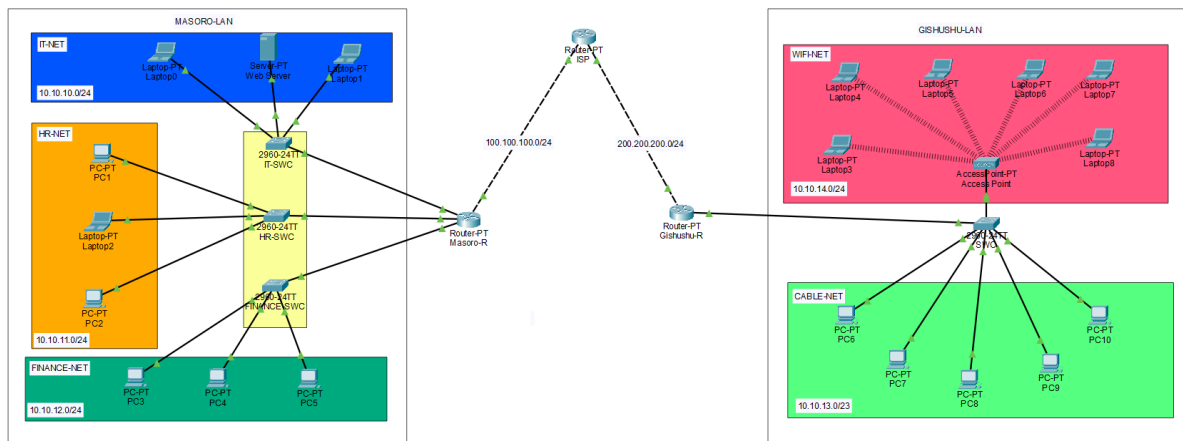 MASORO-LAN
IT-NET
Laptop-PT
Laptop0
Server-PT
Web Server
Laptop-PT
Laptop1
10.10.10.0/24
HR-NET
PC-PT
PC1
Laptop-PT
Laptop2
PC-PT
PC2
10.10.11.0/24
2960-24TT
IT-SWC
2960-24TT
HR-SWC
2960-24TT
FINANCE-SWC
FINANCE-NET
PC-PT
PC3
PC-PT
PC4
PC-PT
PC5
10.10.12.0/24
Router-PT
Masoro-R
100.100.100.0/24
Router-PT
ISP
200.200.200.0/24
Router-PT
Gishushu-R
GISHUSHU-LAN
WIFI-NET
Laptop-PT
Laptop4
Laptop-PT
Laptop5
Laptop-PT
Laptop6
Laptop-PT
Laptop7
Laptop-PT
Laptop3
Laptop-PT
Laptop8
AccessPoint-PT
Access Point
10.10.14.0/24
2960-24TT
SWC
CABLE-NET
PC-PT
PC6
PC-PT
PC7
PC-PT
PC8
PC-PT
PC9
PC-PT
PC10
10.10.13.0/23